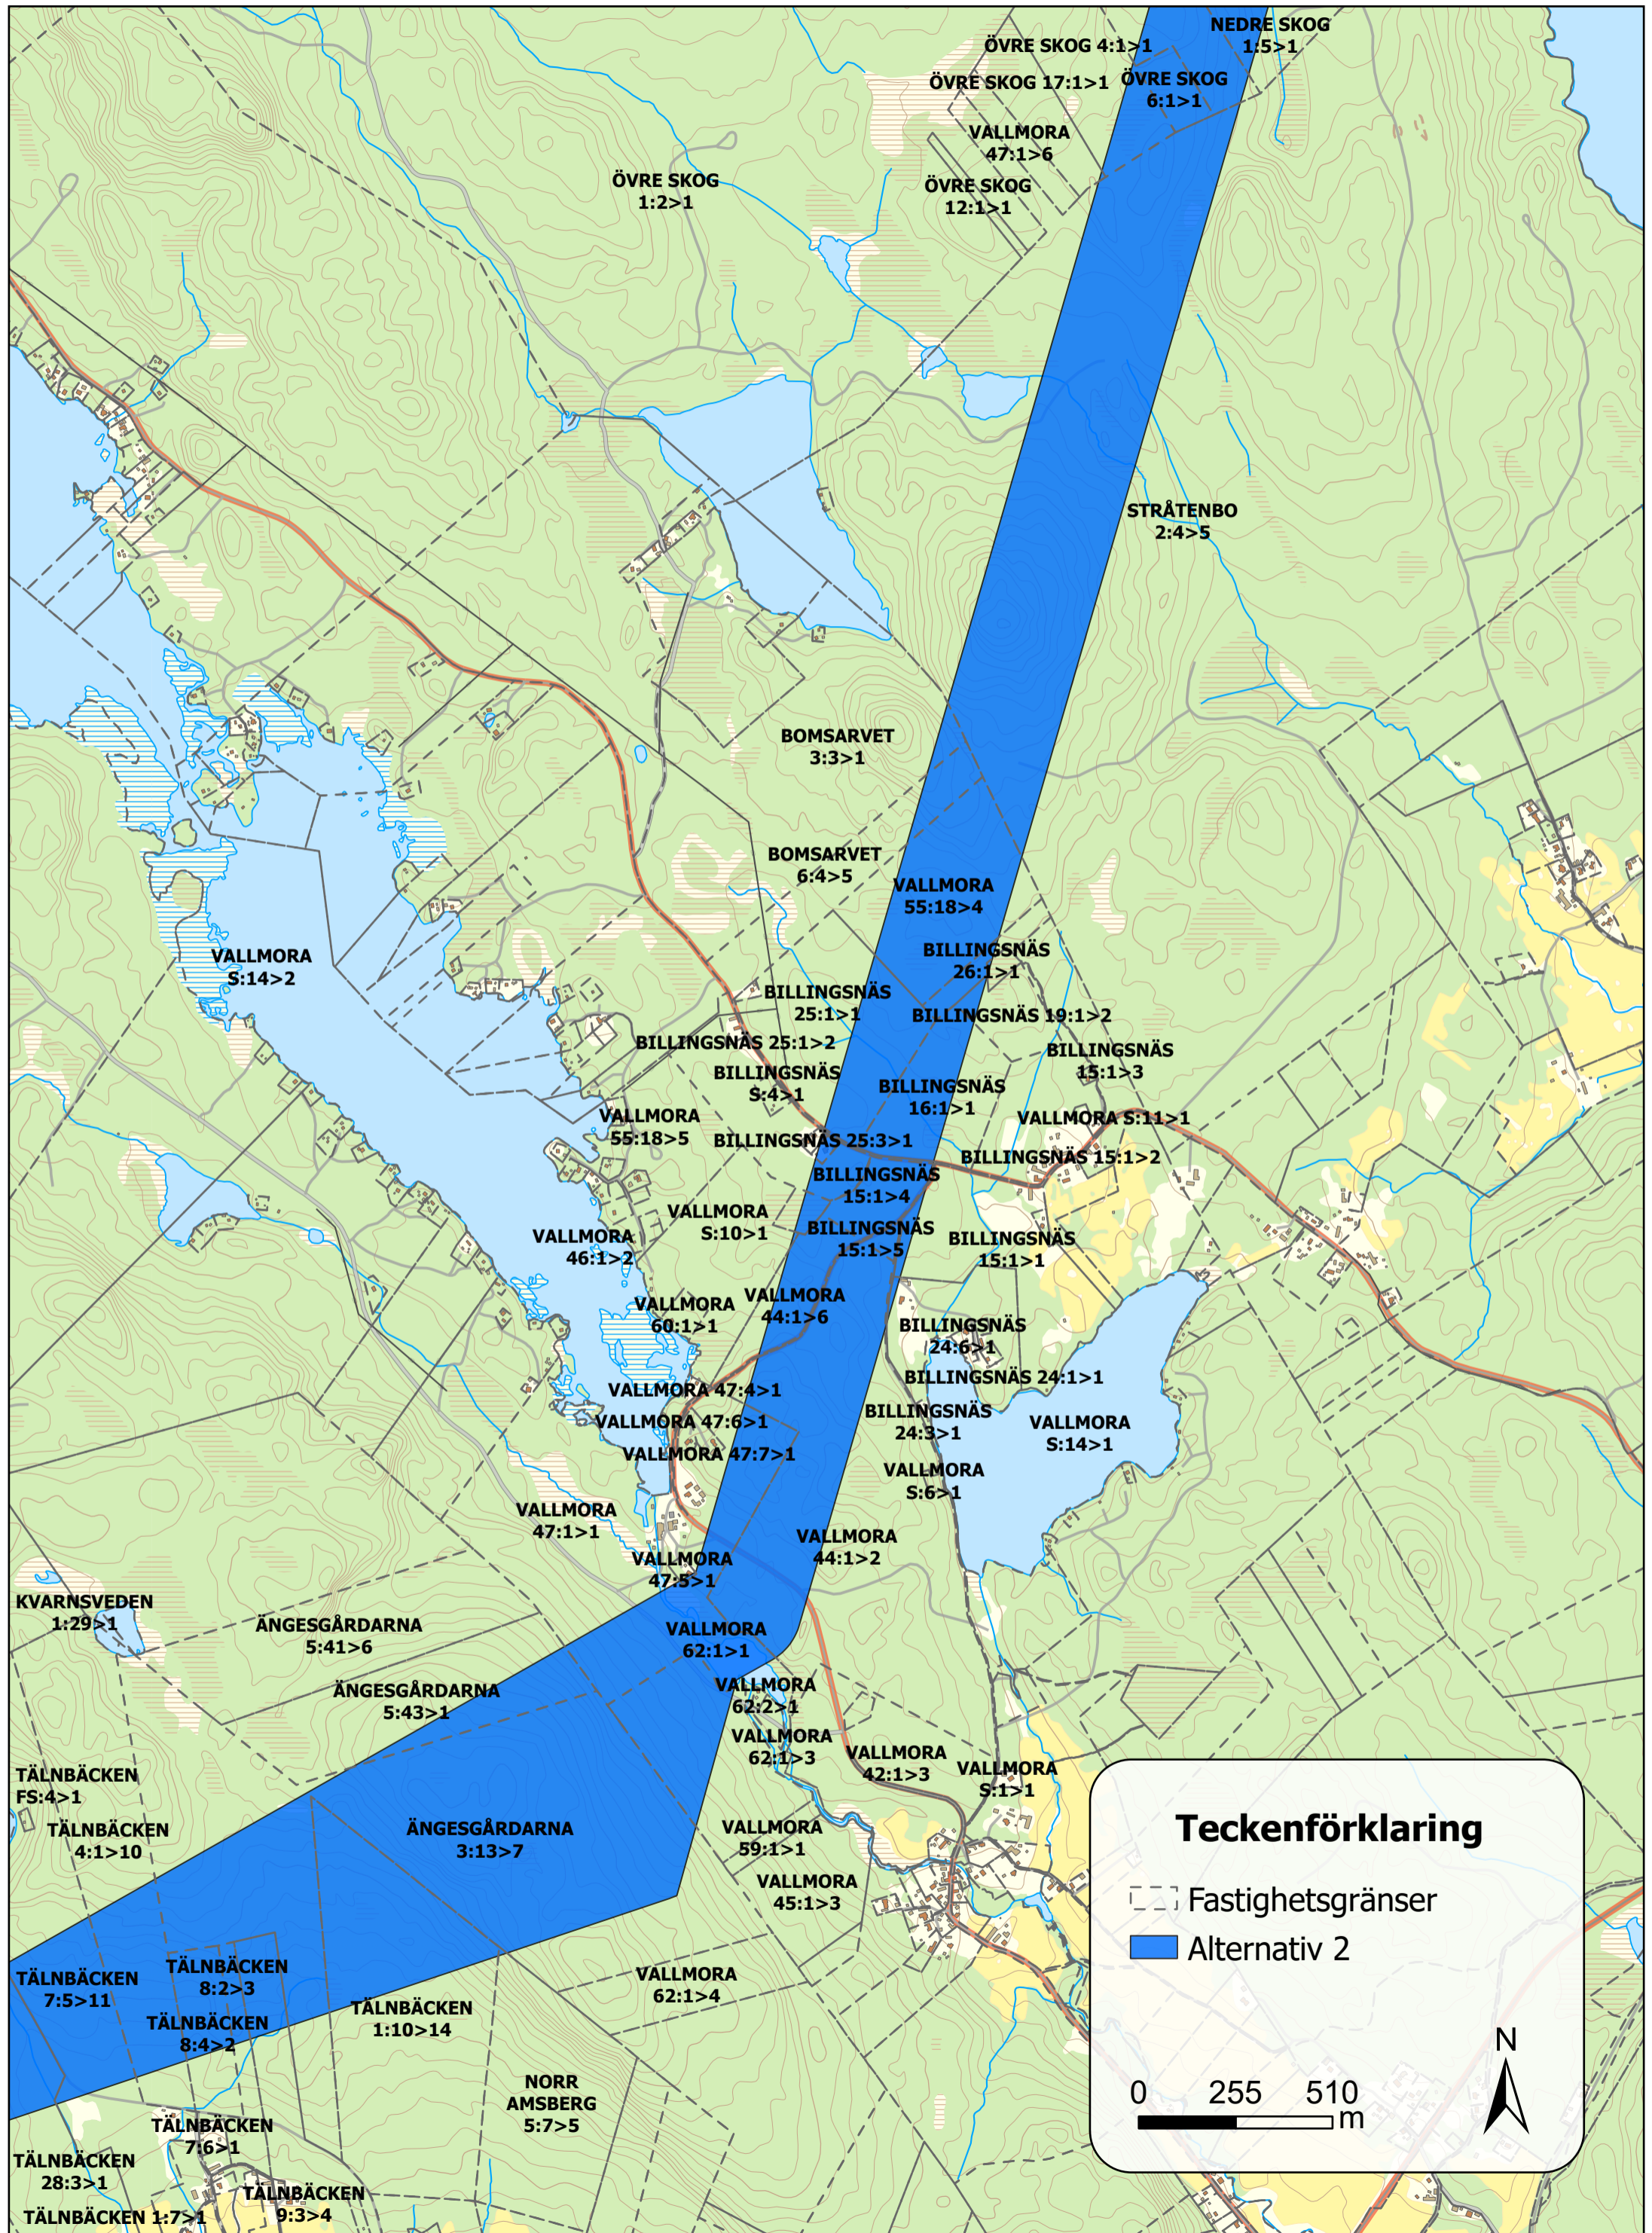 NEDRE SKOG
1:5>1
ÖVRE SKOG 4:1>1
ÖVRE SKOG 17:1>1
ÖVRE SKOG
6:1>1
VALLMORA
47:1>6
ÖVRE SKOG
1:2>1
ÖVRE SKOG
12:1>1
STRÅTENBO
2:4>5
BOMSARVET
3:3>1
BOMSARVET
6:4>5
VALLMORA
55:18>4
VALLMORA
S:14>2
BILLINGSNÄS
26:1>1
BILLINGSNÄS
25:1>1
BILLINGSNÄS 19:1>2
BILLINGSNÄS 25:1>2
BILLINGSNÄS
15:1>3
BILLINGSNÄS
S:4>1
BILLINGSNÄS
16:1>1
VALLMORA
55:18>5
VALLMORA S:11>1
BILLINGSNÄS 25:3>1
BILLINGSNÄS 15:1>2
BILLINGSNÄS
15:1>4
VALLMORA
S:10>1
BILLINGSNÄS
15:1>5
VALLMORA
46:1>2
BILLINGSNÄS
15:1>1
VALLMORA
60:1>1
VALLMORA
44:1>6
BILLINGSNÄS
24:6>1
BILLINGSNÄS 24:1>1
VALLMORA 47:4>1
VALLMORA 47:6>1
BILLINGSNÄS
24:3>1
VALLMORA
S:14>1
VALLMORA 47:7>1
VALLMORA
S:6>1
VALLMORA
47:1>1
VALLMORA
44:1>2
VALLMORA
47:5>1
KVARNSVEDEN
1:29>1
ÄNGESGÅRDARNA
5:41>6
VALLMORA
62:1>1
ÄNGESGÅRDARNA
5:43>1
VALLMORA
62:2>1
VALLMORA
62:1>3
VALLMORA
42:1>3
VALLMORA
S:1>1
TÄLNBÄCKEN
FS:4>1
TÄLNBÄCKEN
4:1>10
ÄNGESGÅRDARNA
3:13>7
VALLMORA
59:1>1
VALLMORA
45:1>3
TÄLNBÄCKEN
7:5>11
TÄLNBÄCKEN
8:2>3
VALLMORA
62:1>4
TÄLNBÄCKEN
8:4>2
TÄLNBÄCKEN
1:10>14
NORR
AMSBERG
5:7>5
TÄLNBÄCKEN
7:6>1
TÄLNBÄCKEN
28:3>1
TÄLNBÄCKEN
9:3>4
TÄLNBÄCKEN 1:7>1
Teckenförklaring
Fastighetsgränser
Alternativ 2
N
0 255 510
m